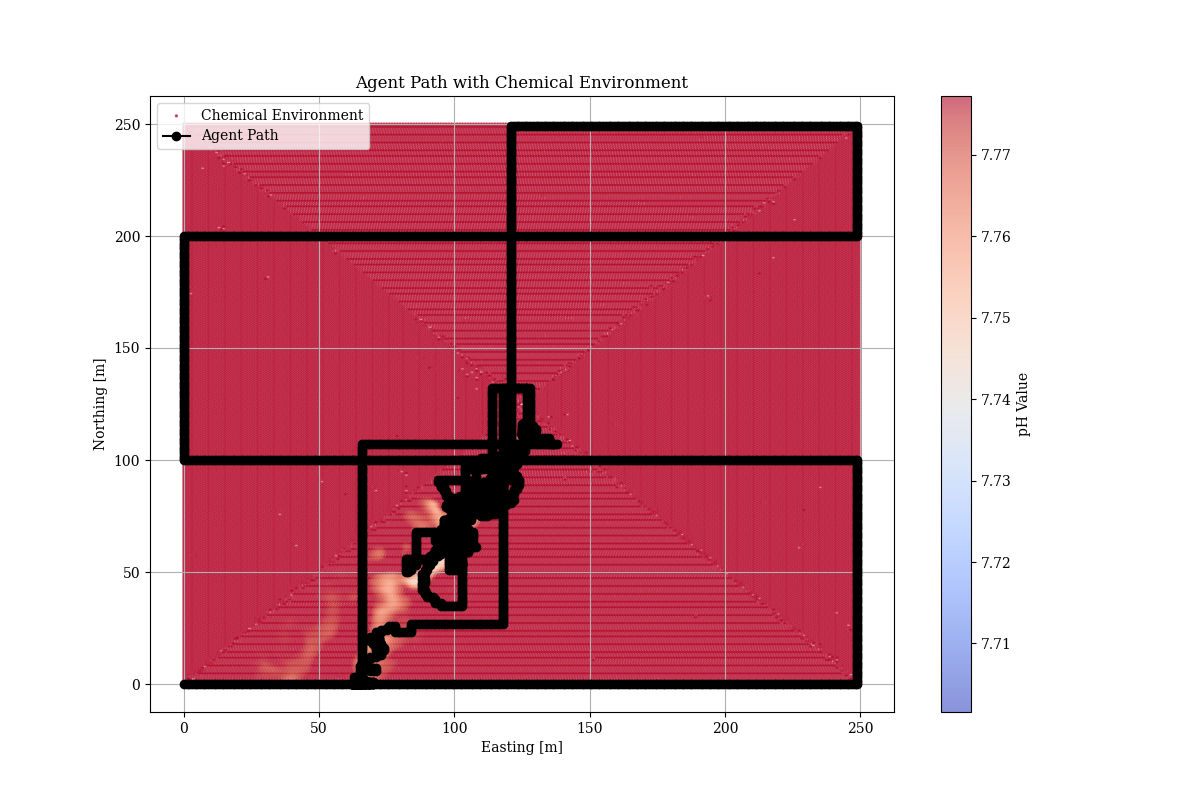 Agent Path with Chemical Environment
Chemical Environment
Agent Path
250
200
150
100
50
0
Northing [m]
0 50 100 150 200 250
Easting [m]
7.77
7.76
7.75
7.74
7.73
7.72
7.71
pH Value